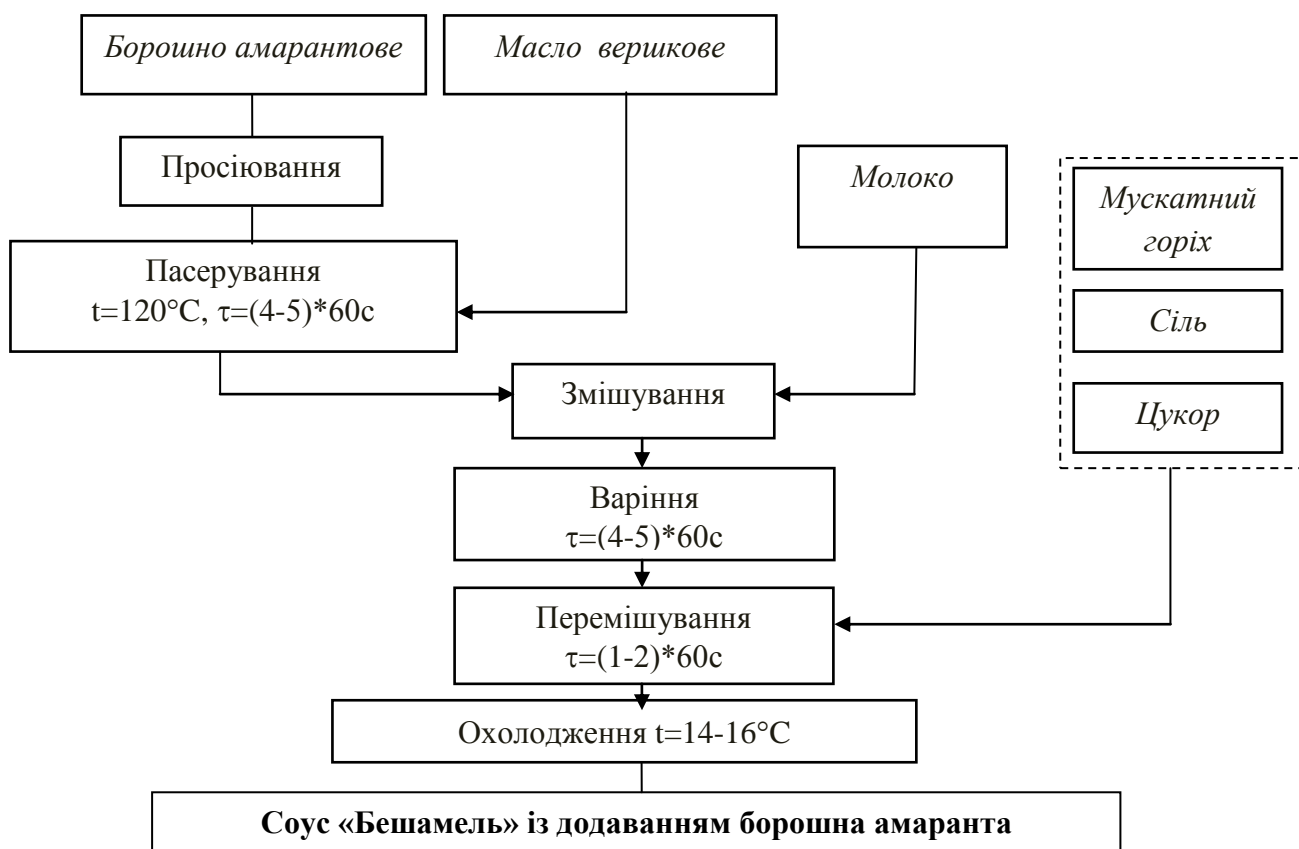 Борошно амарантове
Масло вершкове
Просіювання
Молоко
Мускатний
горіх
Пасерування
t=120°C, τ=(4-5)*60с
Сіль
Змішування
Цукор
Варіння
τ=(4-5)*60с
Перемішування
τ=(1-2)*60с
Охолодження t=14-16°C
Соус «Бешамель» із додаванням борошна амаранта